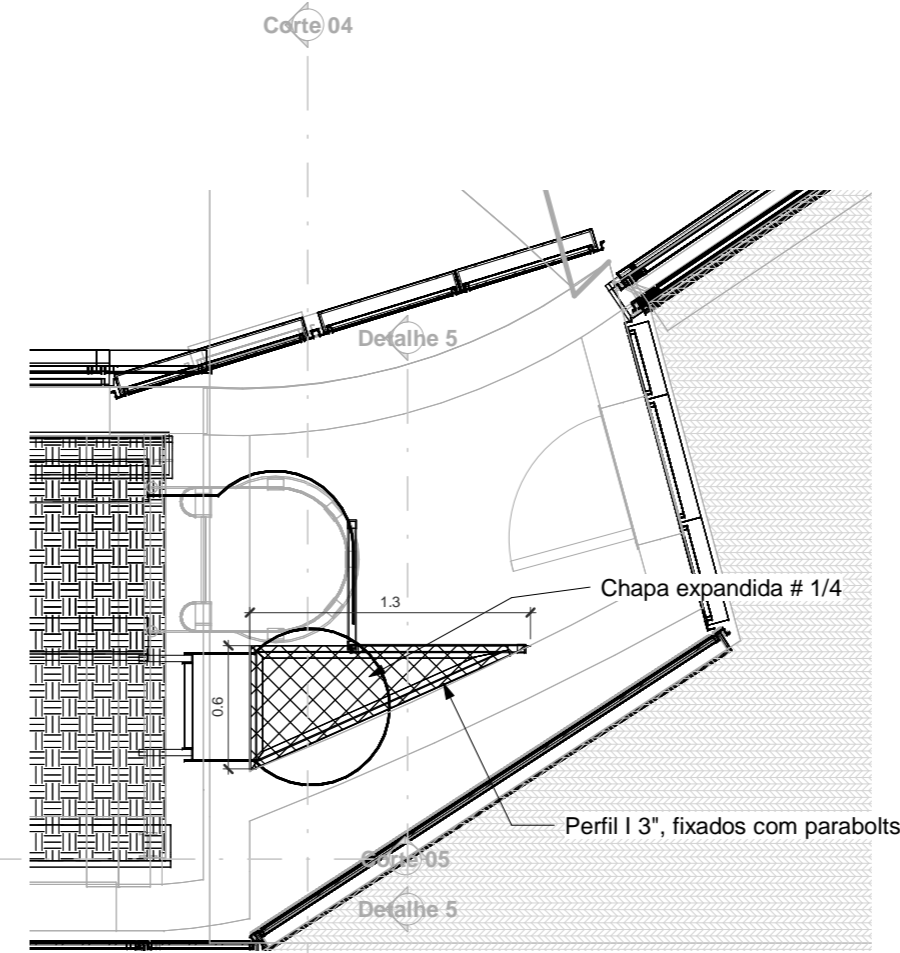 Corte 04
Detalhe 5
Chapa expandida # 1/4
1.3
0.6
Perfil I 3", fixados com parabolts
Corte 05
Detalhe 5